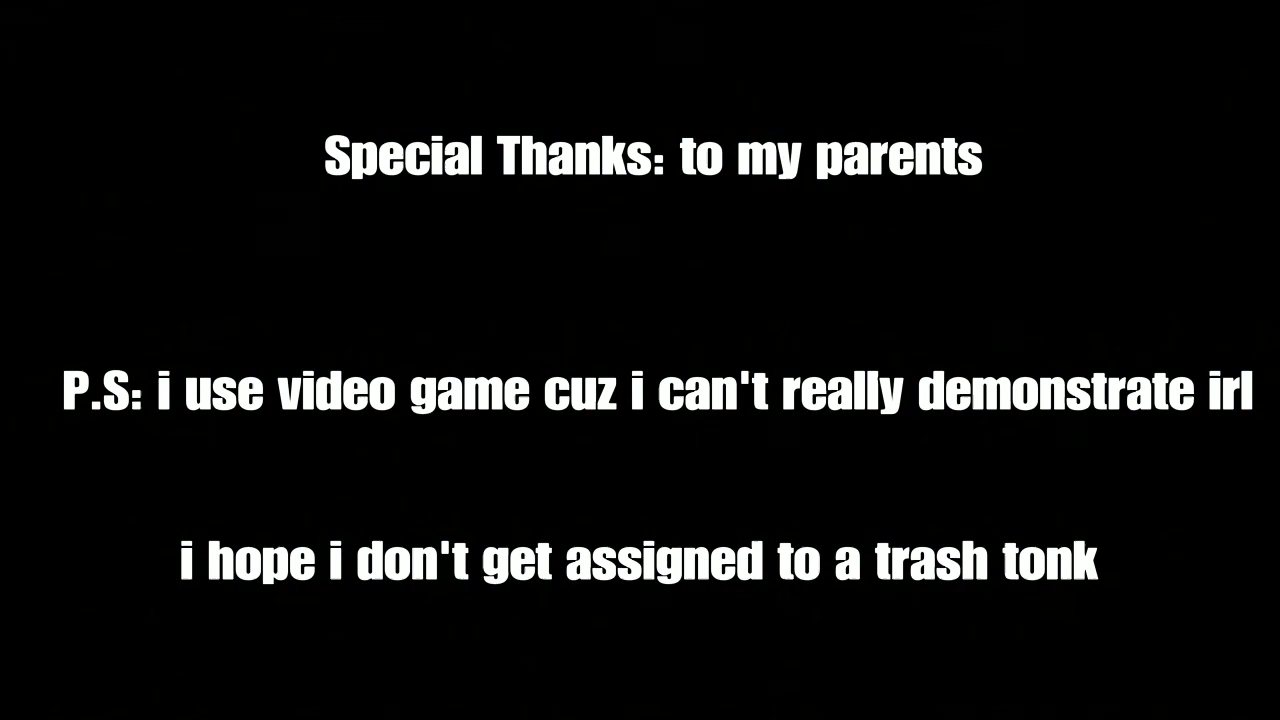 Special Thanks: to my parents
P.S: i use video game cuz i can't really demonstrate irl
i hope i don't get assigned to a trash tonk